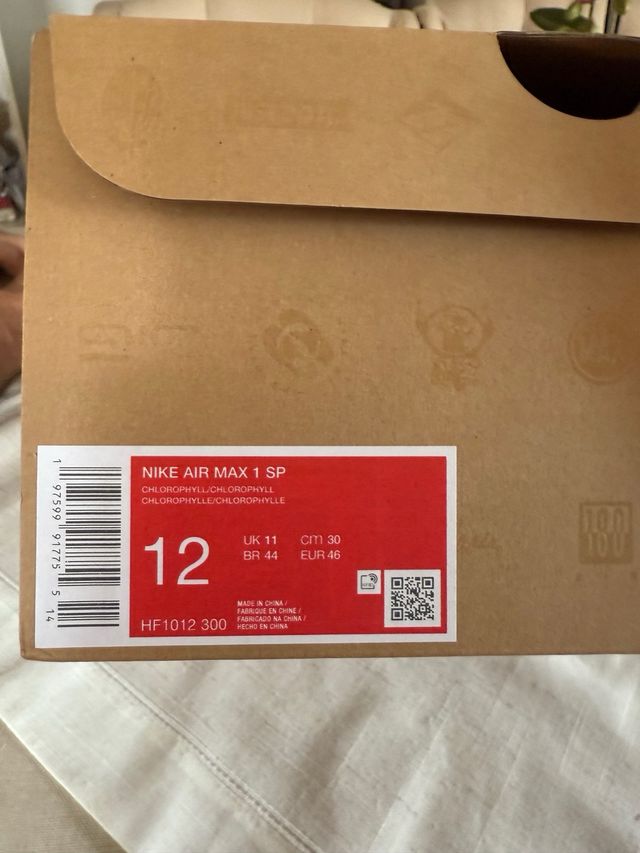 NIKE AIR MAX 1 SP
CHLOROPHYLL/CHLOROPHYLL
CHLOROPHYLLE/CHLOROPHYLLE
12
UK 11 cm 30
BR 44 EUR 46
HF1012 300
MADE IN CHINA /
FABRIQUE EN CHINE /
FABRICADO NA CHINA /
HECHO EN CHINA
1 97599 91775 5 14